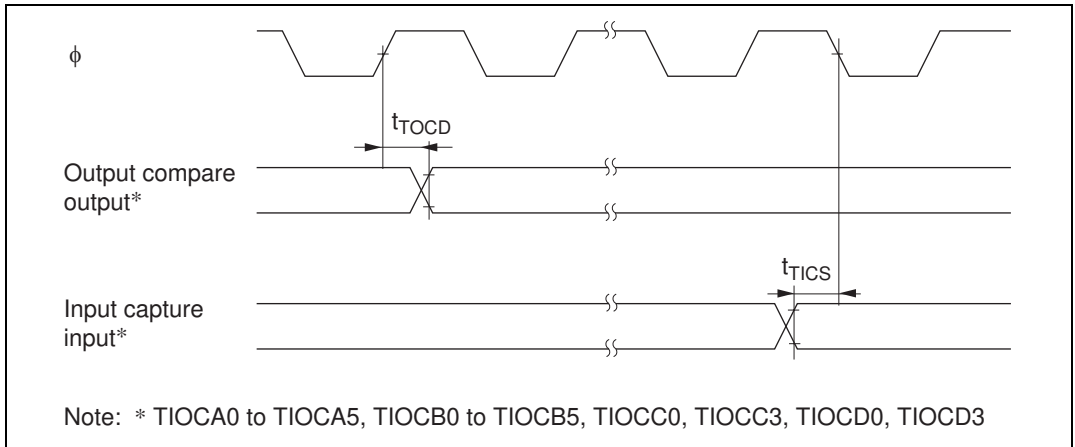 ϕ
tTOCD
Output compare
output*
tTICS
Input capture
input*
Note: * TIOCA0 to TIOCA5, TIOCB0 to TIOCB5, TIOCC0, TIOCC3, TIOCD0, TIOCD3